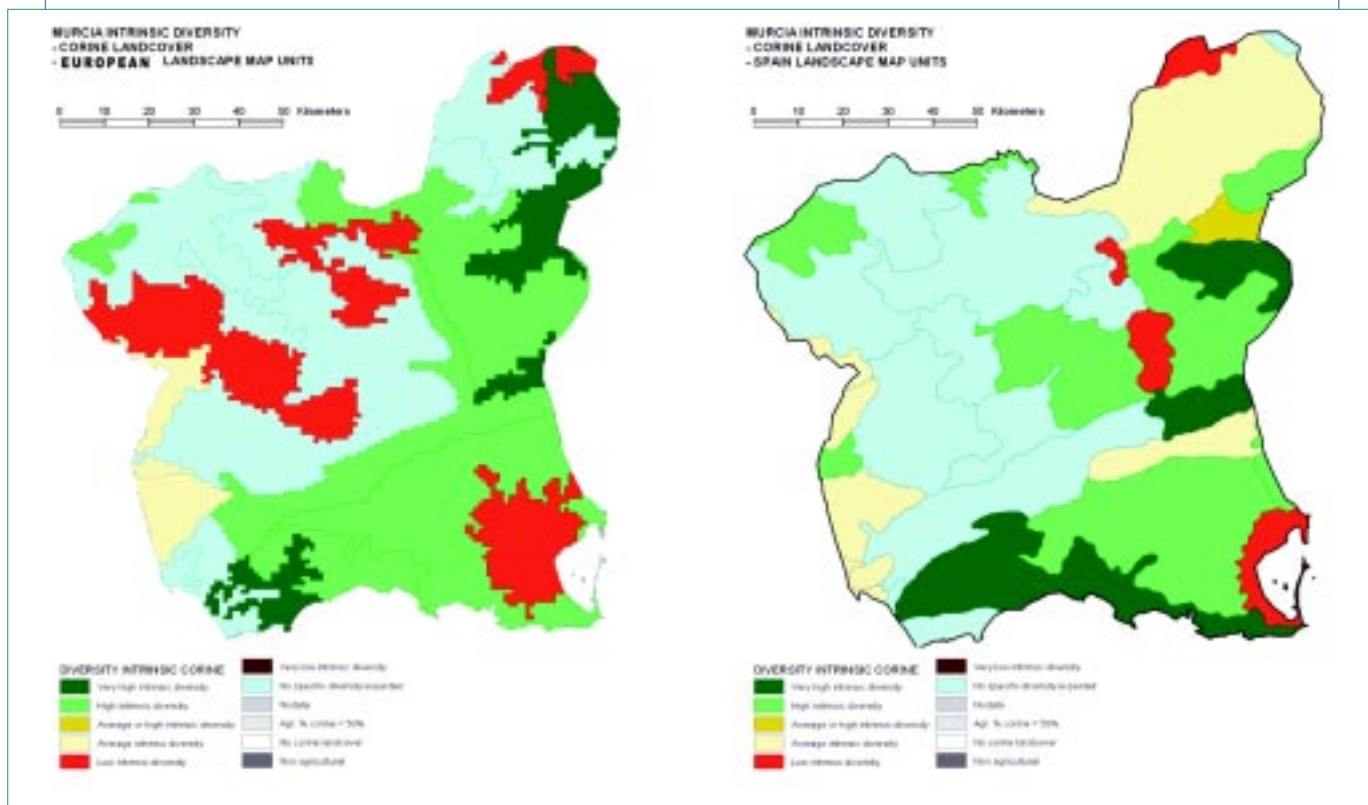 MURCIA INTRINSIC DIVERSITY
- CORINE LANDCOVER
- EUROPEAN LANDSCAPE MAP UNITS
0 10 20 30 40 50 Kilometers
DIVERSITY INTRINSIC CORINE
Very high intrinsic diversity
High intrinsic diversity
Average or high intrinsic diversity
Average intrinsic diversity
Low intrinsic diversity
Very low intrinsic diversity
No specific diversity expected
No data
Agr. % corine < 50%
No corine landcover
Non agricultural
MURCIA INTRINSIC DIVERSITY
- CORINE LANDCOVER
- SPAIN LANDSCAPE MAP UNITS
0 10 20 30 40 50 Kilometers
DIVERSITY INTRINSIC CORINE
Very high intrinsic diversity
High intrinsic diversity
Average or high intrinsic diversity
Average intrinsic diversity
Low intrinsic diversity
Very low intrinsic diversity
No specific diversity expected
No data
Agr. % corine < 50%
No corine landcover
Non agricultural